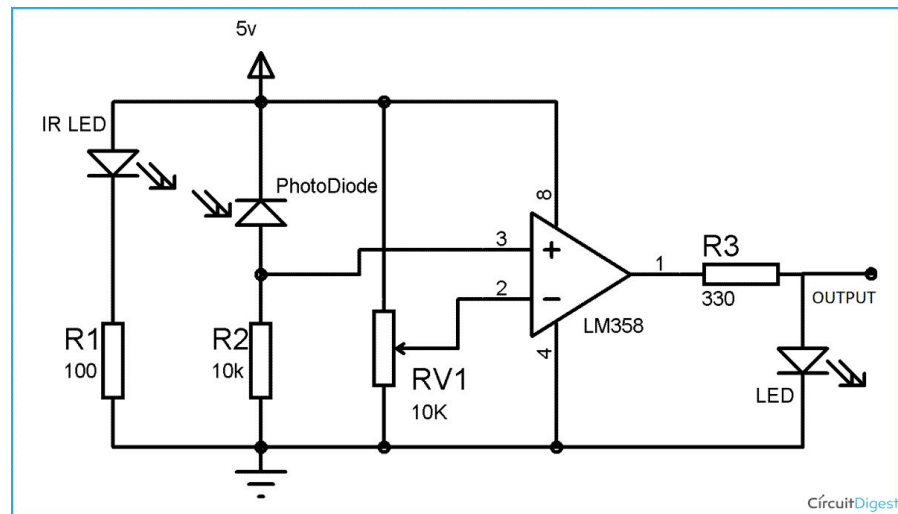 5v
IR LED
PhotoDiode
8
3
R3
1
330
OUTPUT
2
LM358
R1
100
R2
10k
RV1
10K
4
LED
CírcuitDigest